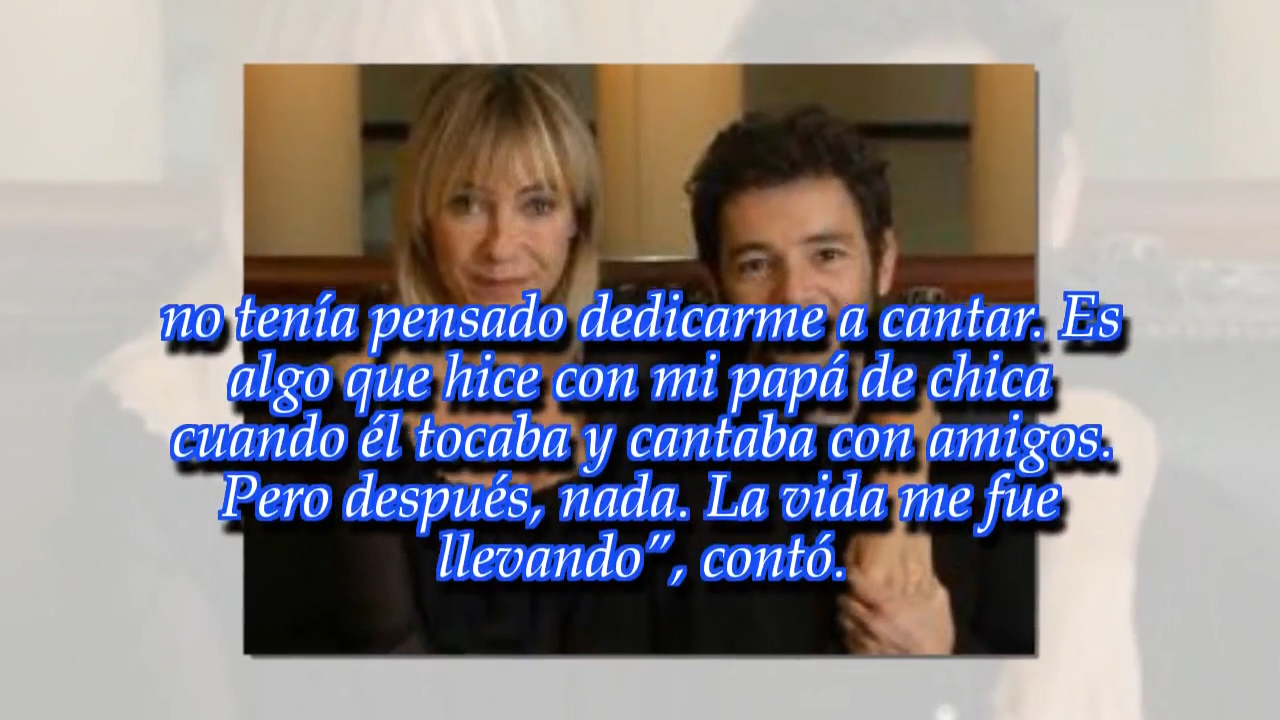 no tenía pensado dedicarme a cantar. Es
algo que hice con mi papá de chica
cuando él tocaba y cantaba con amigos.
Pero después, nada. La vida me fue
llevando”, contó.